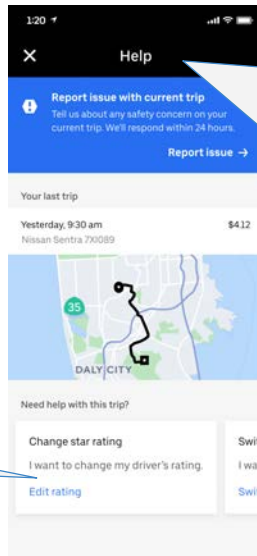 1:20
Help
Report issue with current trip
Tell us about any safety concern on your
current trip. We'll respond within 24 hours.
Report issue →
Your last trip
Yesterday, 9:30 am $4.12
Nissan Sentra 7XI089
35
DALY CITY
Need help with this trip?
Change star rating Swi
I want to change my driver's rating. I wa
Edit rating Swi